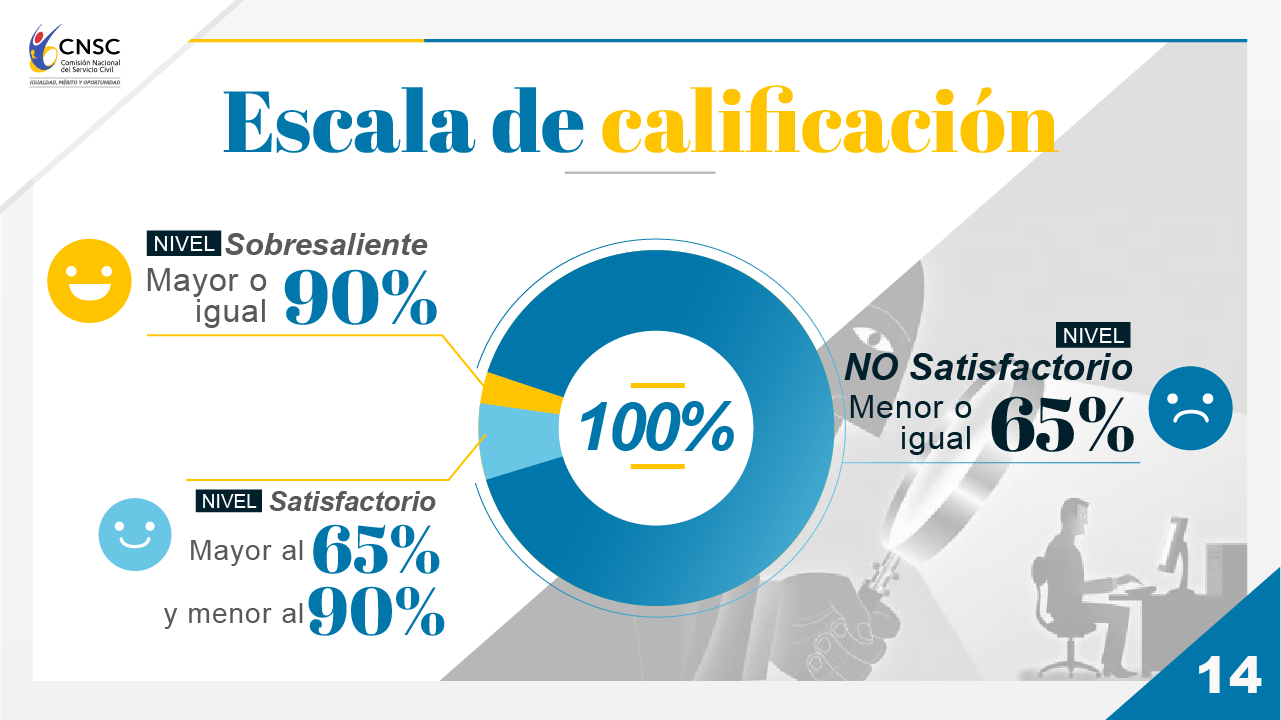 CNSC
Comisión Nacional
del Servicio Civil
IGUALDAD, MÉRITO Y OPORTUNIDAD
Escala de calificación
NIVEL Sobresaliente
Mayor o
igual 90%
NIVEL Satisfactorio
Mayor al 65%
y menor al 90%
100%
NIVEL
NO Satisfactorio
Menor o
igual 65%
14